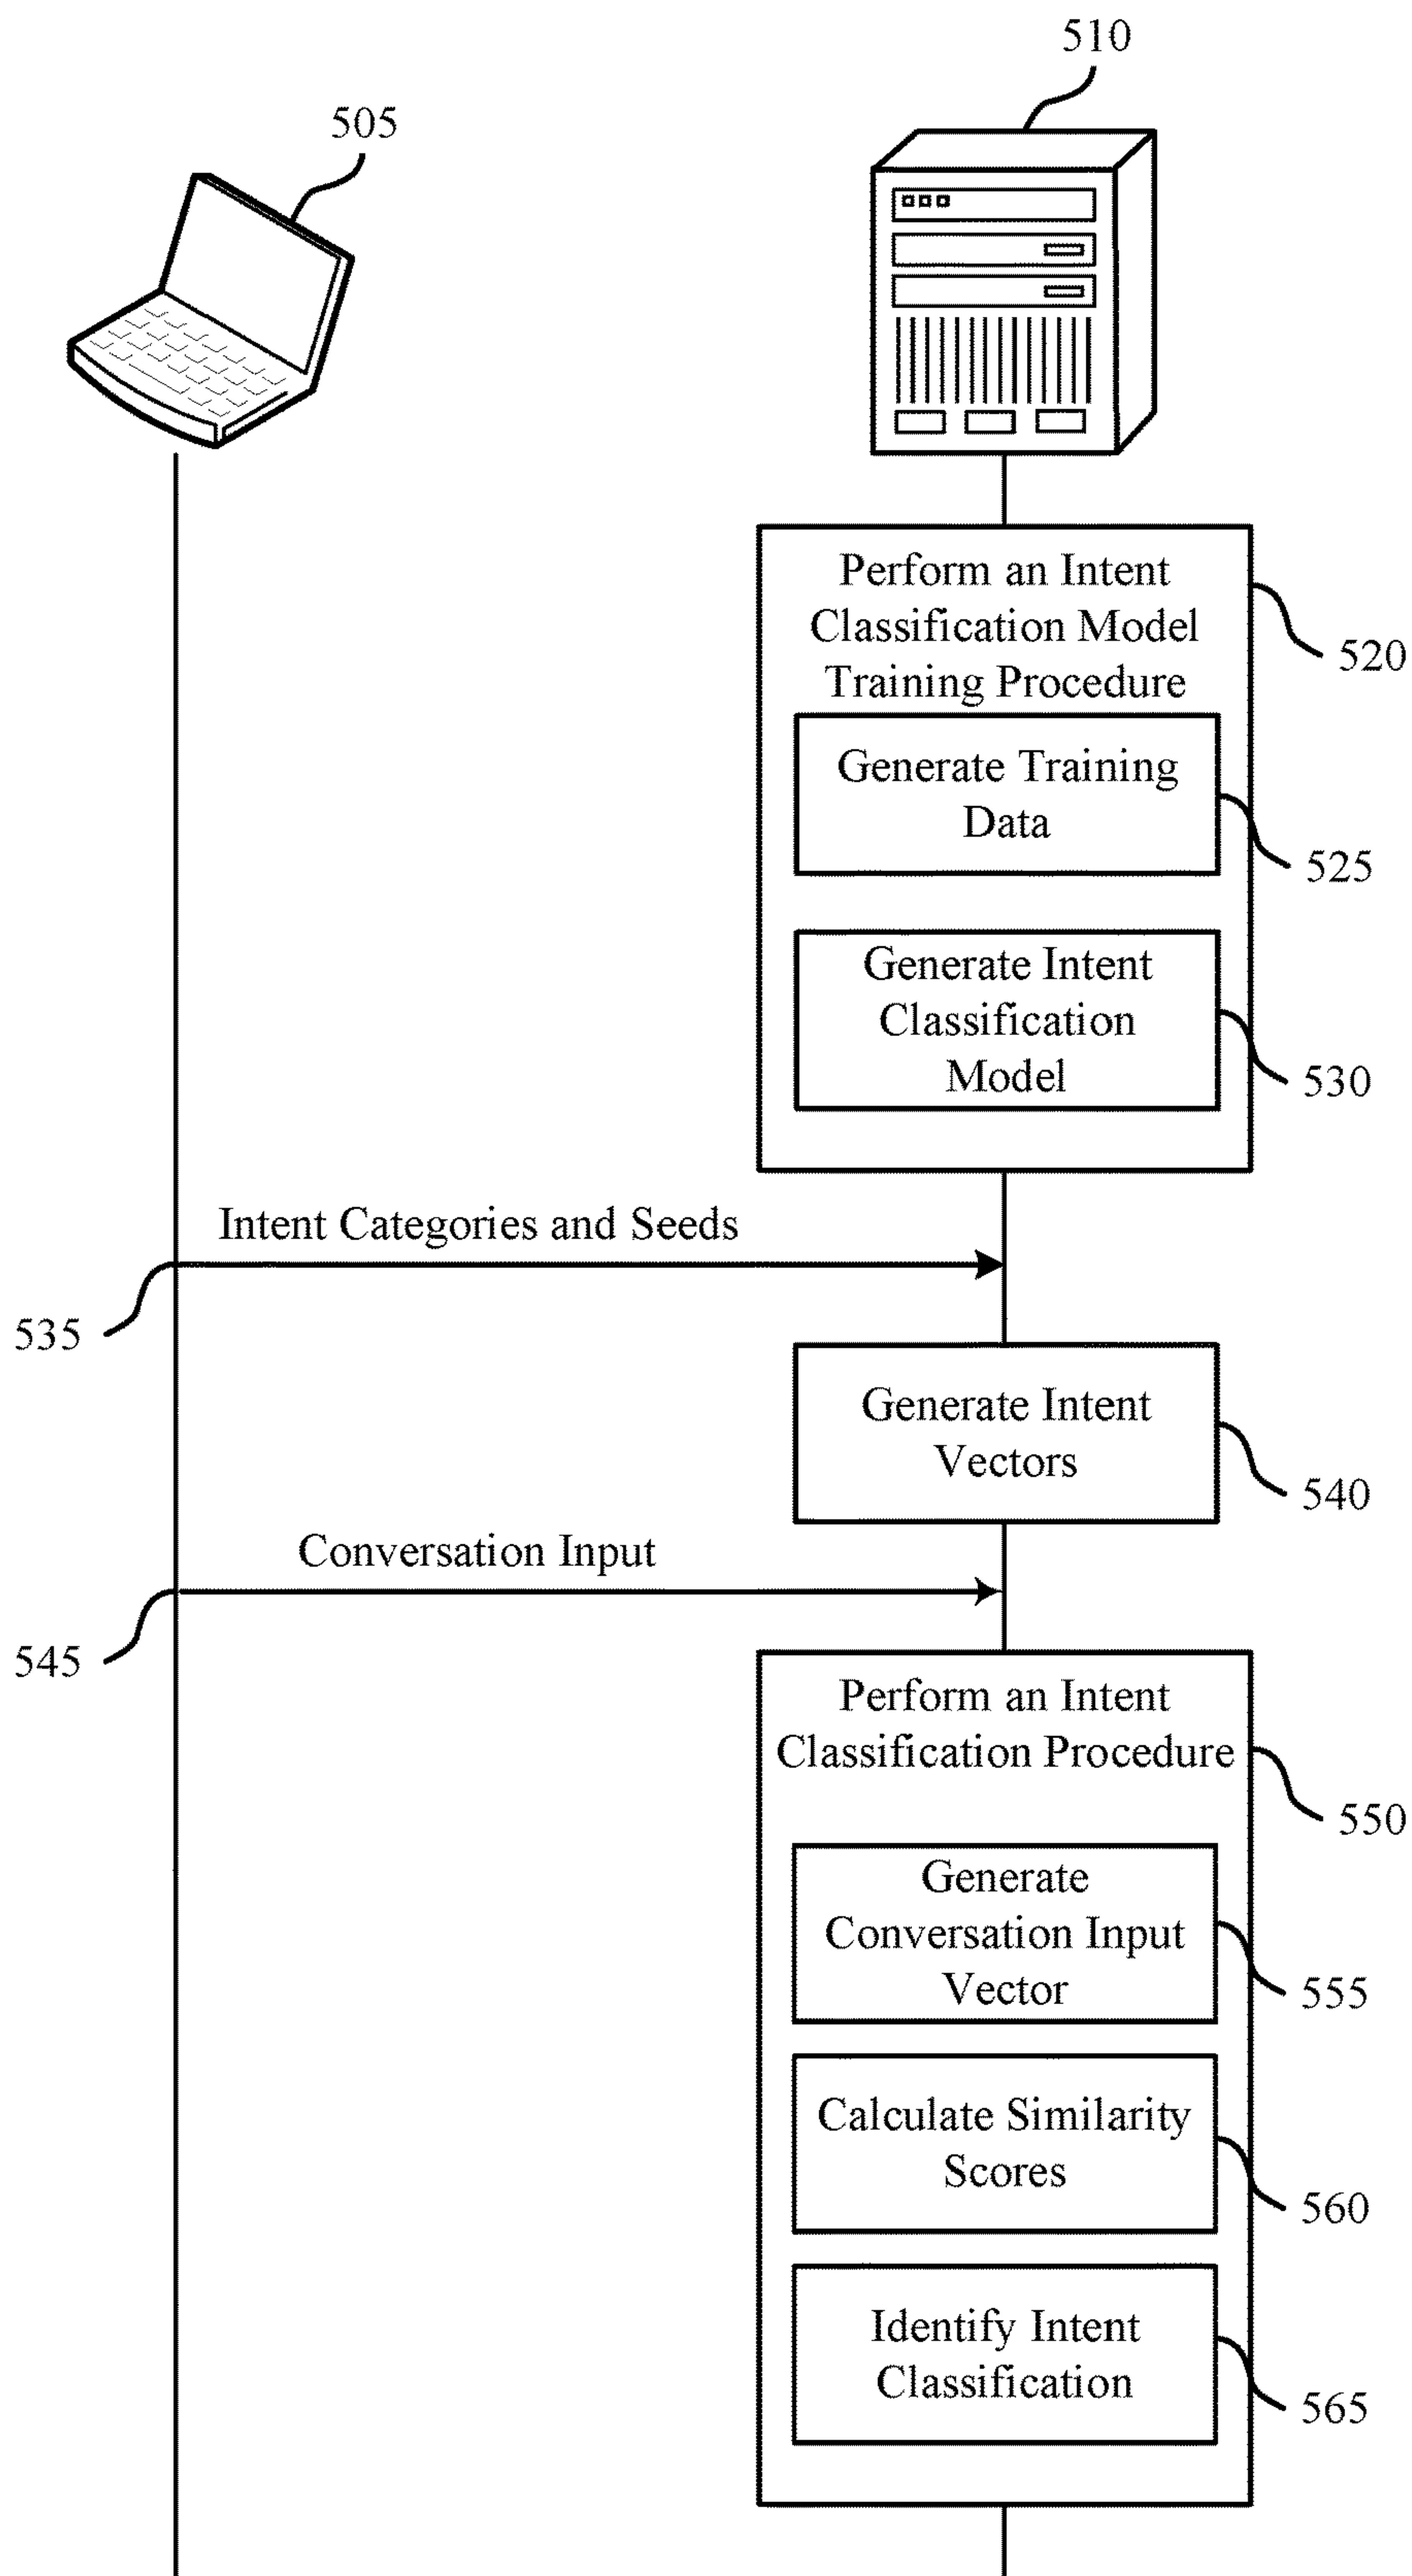 510
505
Perform an Intent
Classification Model
Training Procedure
520
Generate Training
Data
525
Generate Intent
Classification
Model
530
Intent Categories and Seeds
535
Generate Intent
Vectors
540
Conversation Input
545
Perform an Intent
Classification Procedure
550
Generate
Conversation Input
Vector
555
Calculate Similarity
Scores
560
Identify Intent
Classification
565